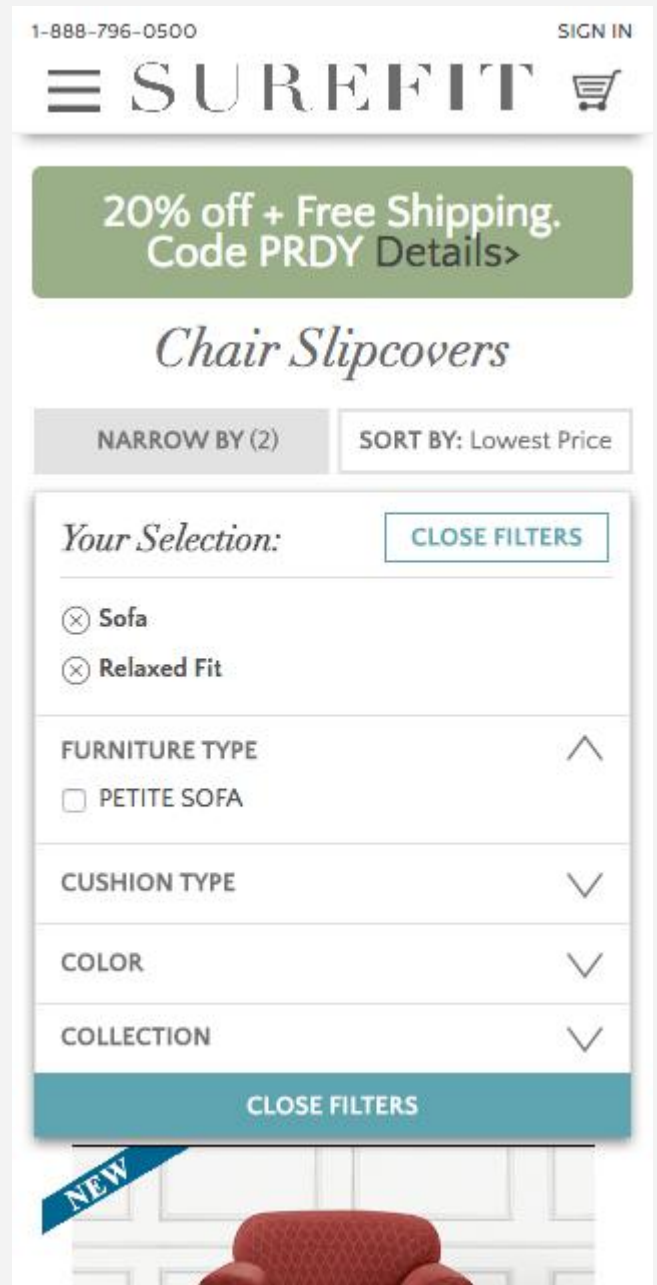 1-888-796-0500 SIGN IN
SUREFIT
20% off + Free Shipping.
Code PRDY Details>
Chair Slipcovers
NARROW BY (2) SORT BY: Lowest Price
Your Selection: CLOSE FILTERS
Sofa
Relaxed Fit
FURNITURE TYPE
PETITE SOFA
CUSHION TYPE
COLOR
COLLECTION
CLOSE FILTERS
NEW